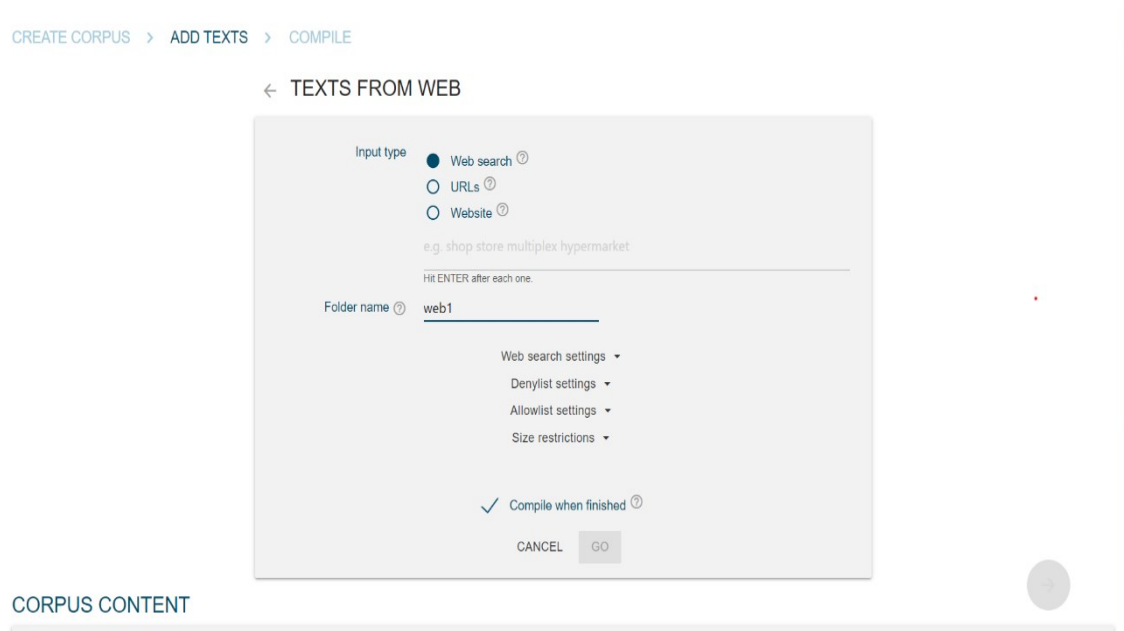 CREATE CORPUS > ADD TEXTS > COMPILE
← TEXTS FROM WEB
Input type
Web search ?
URLs ?
Website ?
e.g. shop store multiplex hypermarket
Hit ENTER after each one.
Folder name ? web1
Web search settings
Denylist settings
Allowlist settings
Size restrictions
Compile when finished ?
CANCEL GO
CORPUS CONTENT